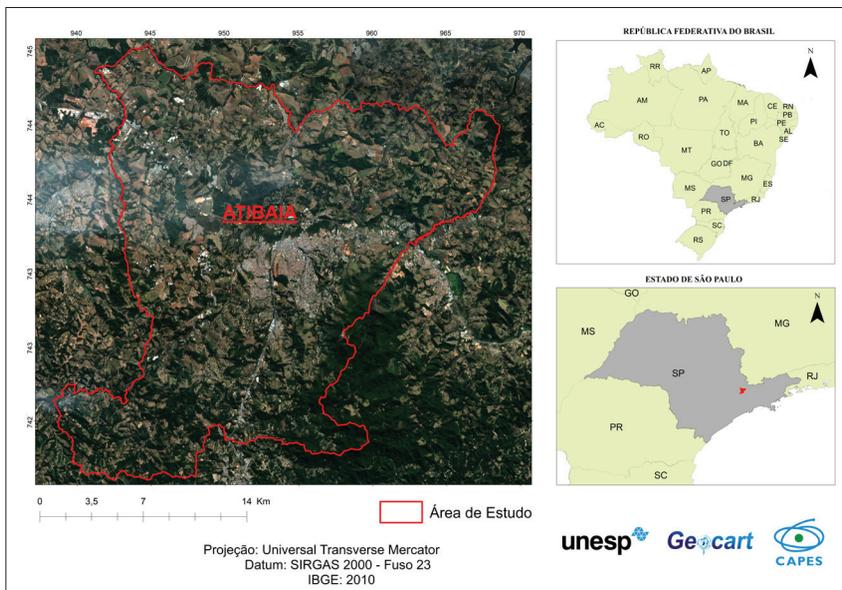 940 945 950 955 960 965 970
745
744
744
743
743
742
ATIBAIA
0 3,5 7 14 Km
Área de Estudo
Projeção: Universal Transverse Mercator
Datum: SIRGAS 2000 - Fuso 23
IBGE: 2010
REPÚBLICA FEDERATIVA DO BRASIL
N
RR
AP
AM
PA
MA
CE
RN
PB
PI
PE
AC
AL
TO
SE
RO
BA
MT
GO
DF
MG
MS
ES
SP
RJ
PR
SC
RS
ESTADO DE SÃO PAULO
GO
N
MS
MG
SP
RJ
PR
SC
unesp
Geocart
CAPES